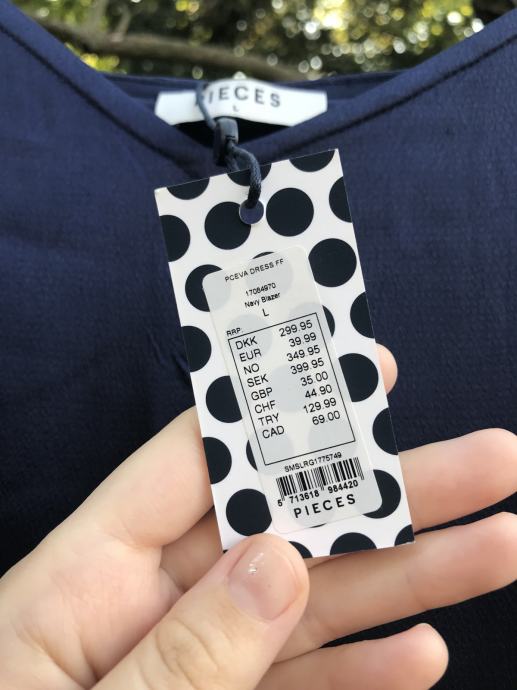 PIECES
L
PCEVA DRESS FF
17084970
Navy Blazer
L
RRP:
DKK 299.95
EUR 39.99
NO 349.95
SEK 399.95
GBP 35.00
CHF 44.90
TRY 129.99
CAD 69.00
SMSLRG1775749
5 713618 984420
PIECES